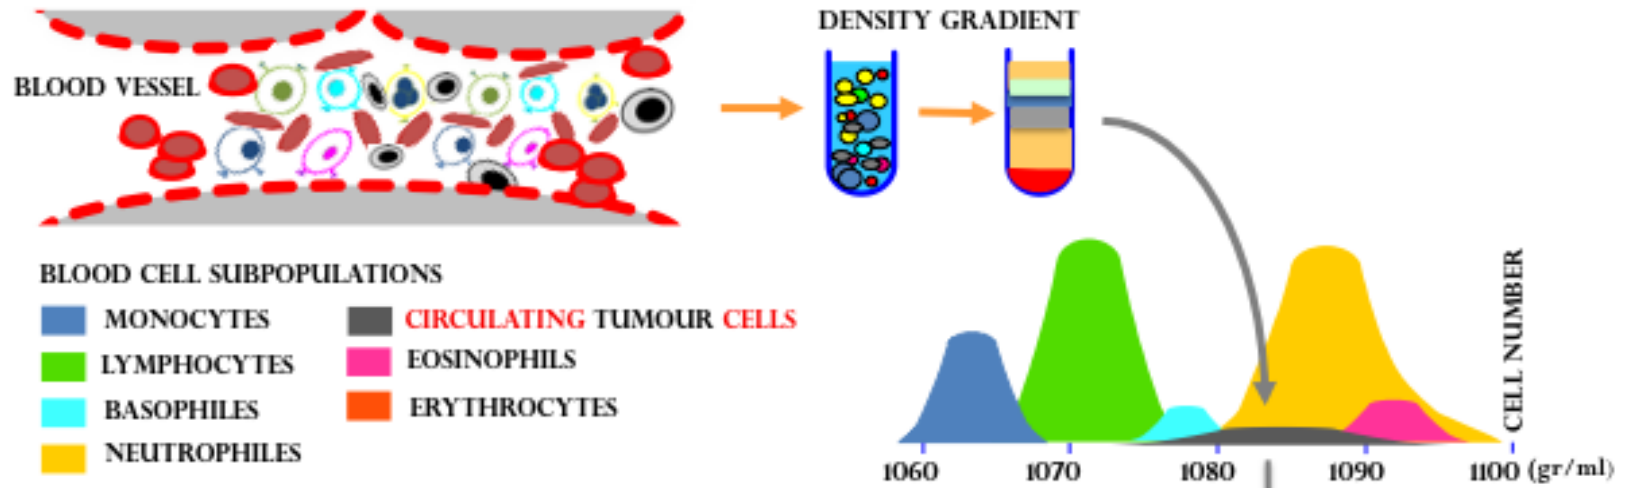 DENSITY GRADIENT
BLOOD VESSEL
BLOOD CELL SUBPOPULATIONS
MONOCYTES
LYMPHOCYTES
BASOPHILES
NEUTROPHILES
CIRCULATING TUMOUR CELLS
EOSINOPHILS
ERYTHROCYTES
CELL NUMBER
1060 1070 1080 1090 1100 (gr/ml)